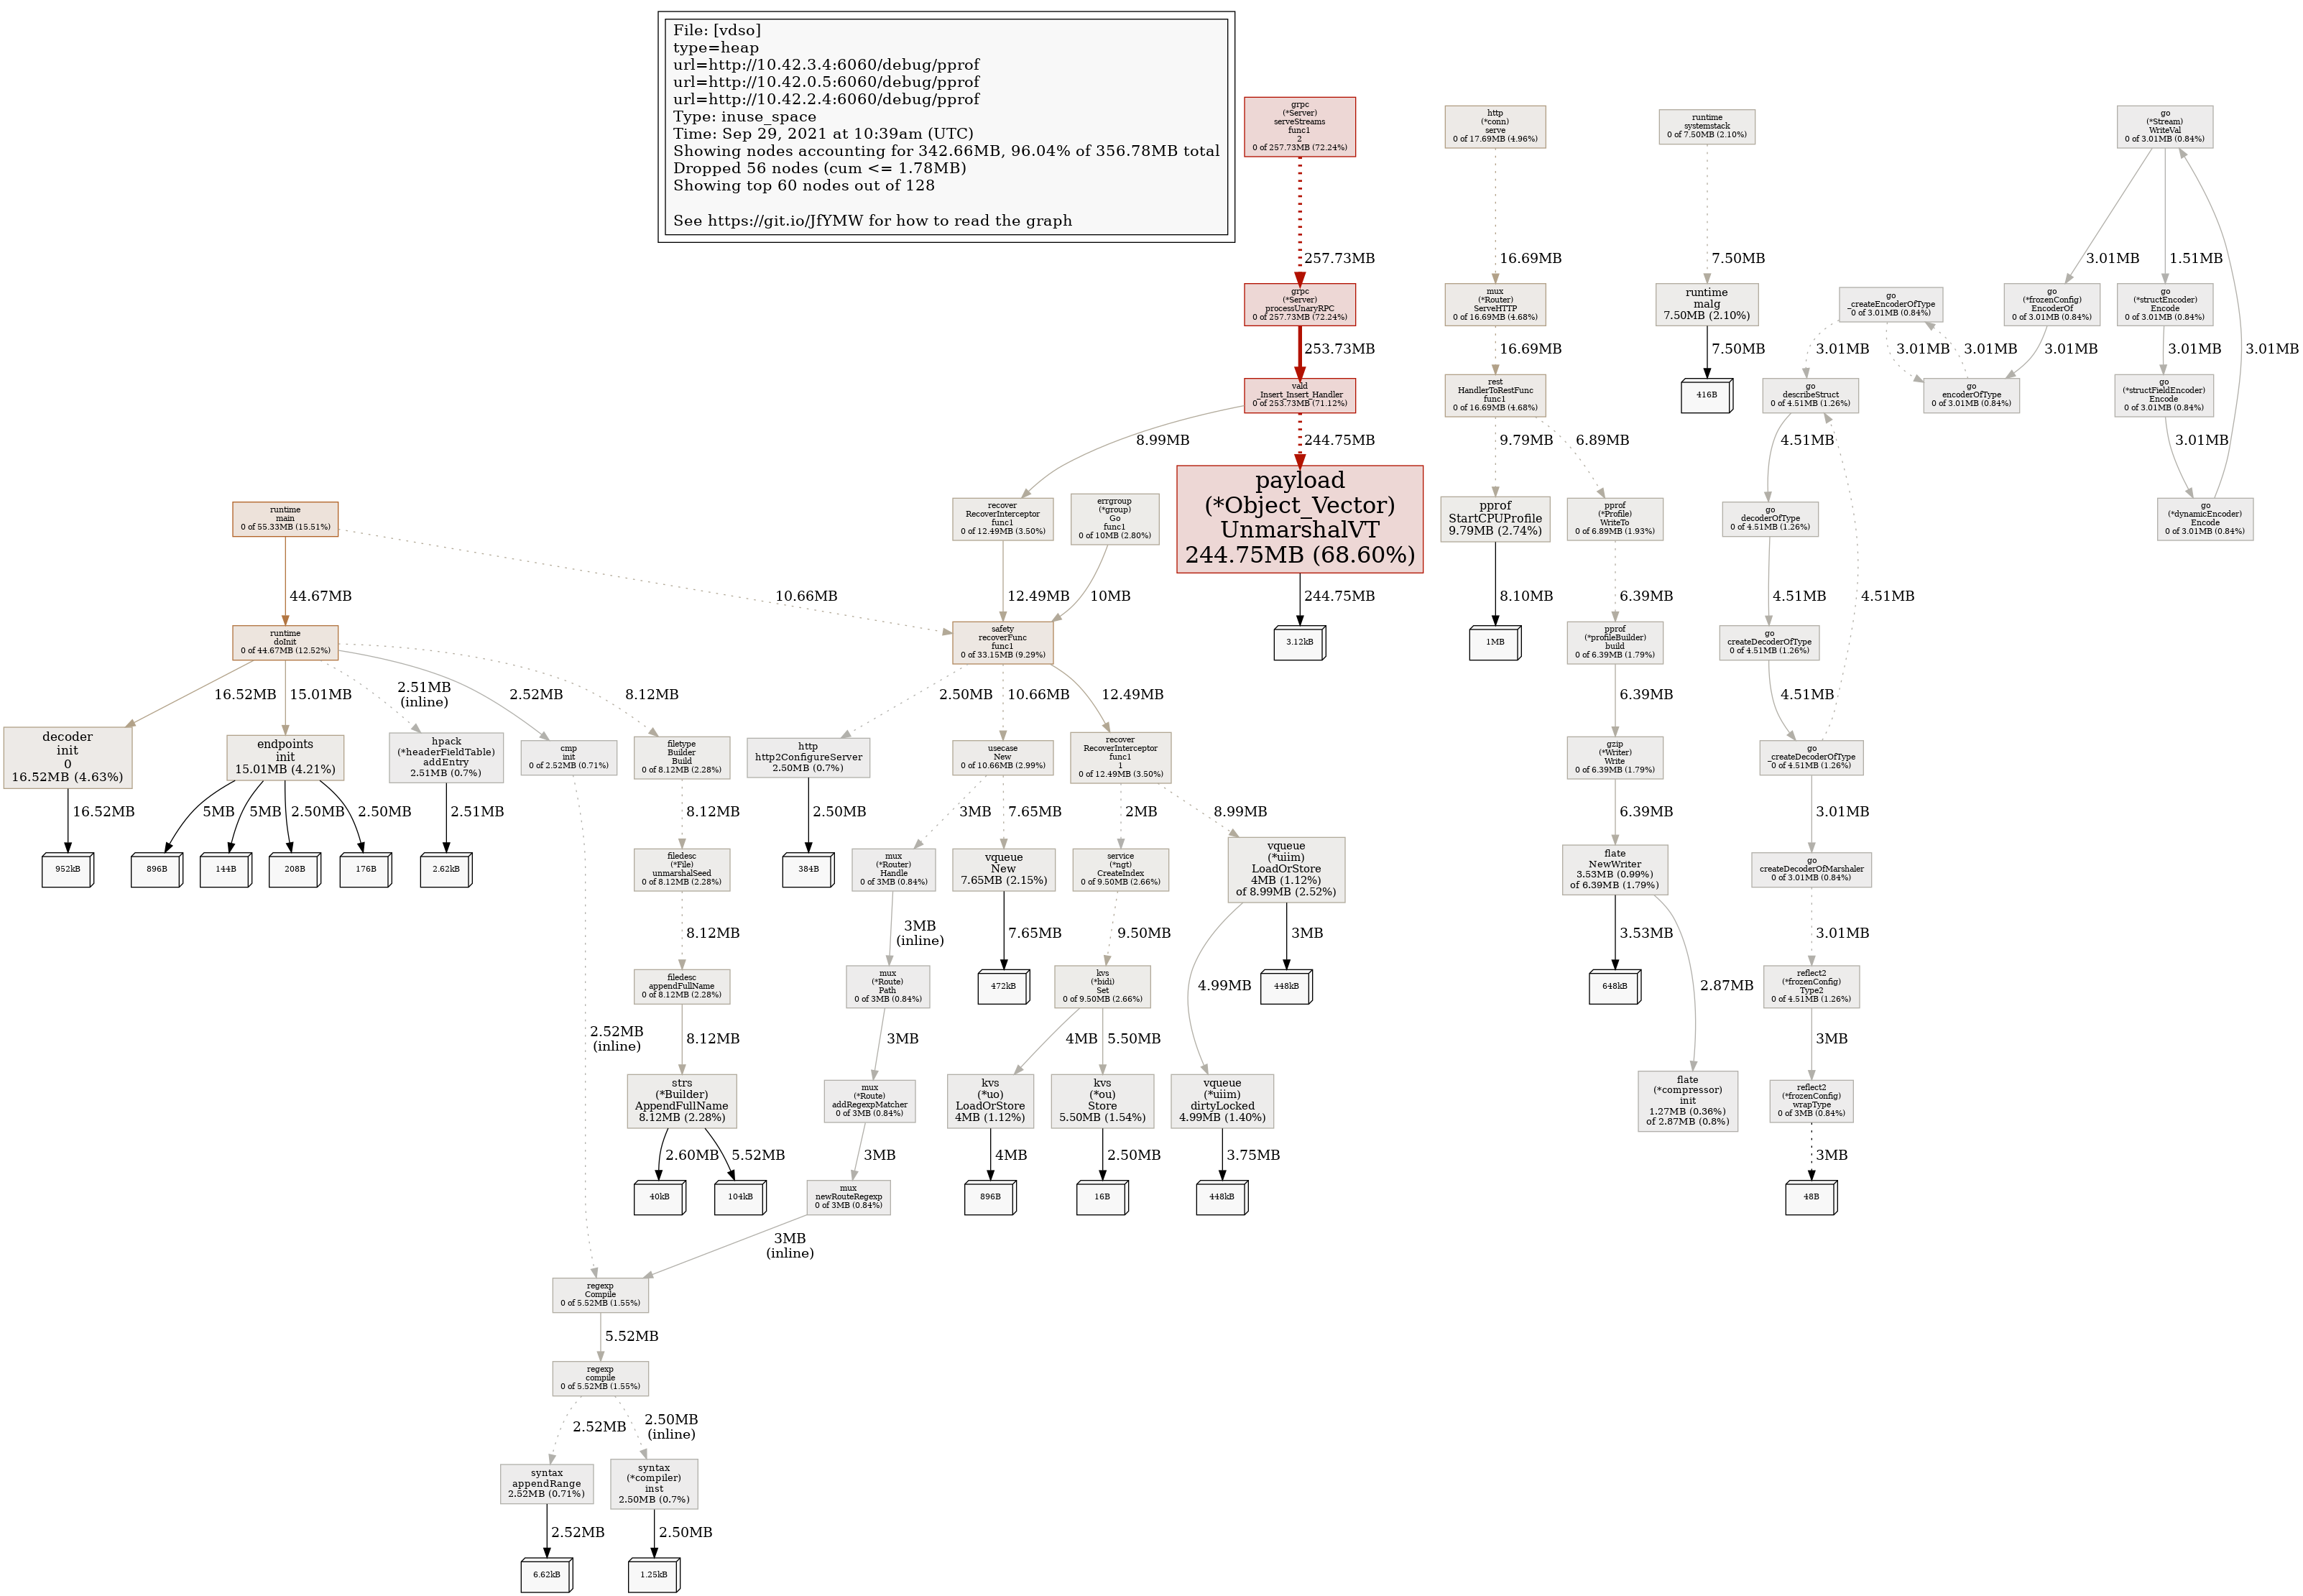 File: [vdso]
type=heap
url=http://10.42.3.4:6060/debug/pprof
url=http://10.42.0.5:6060/debug/pprof
url=http://10.42.2.4:6060/debug/pprof
Type: inuse_space
Time: Sep 29, 2021 at 10:39am (UTC)
Showing nodes accounting for 342.66MB, 96.04% of 356.78MB total
Dropped 56 nodes (cum <= 1.78MB)
Showing top 60 nodes out of 128
See https://git.io/JfYMW for how to read the graph
grpc
(*Server)
serveStreams
func1
2
0 of 257.73MB (72.24%)
http
(*conn)
serve
0 of 17.69MB (4.96%)
runtime
systemstack
0 of 7.50MB (2.10%)
go
(*Stream)
WriteVal
0 of 3.01MB (0.84%)
257.73MB
16.69MB
7.50MB
3.01MB
1.51MB
grpc
(*Server)
processUnaryRPC
0 of 257.73MB (72.24%)
mux
(*Router)
ServeHTTP
0 of 16.69MB (4.68%)
runtime
malg
7.50MB (2.10%)
go
_createEncoderOfType
0 of 3.01MB (0.84%)
go
(*frozenConfig)
EncoderOf
0 of 3.01MB (0.84%)
go
(*structEncoder)
Encode
0 of 3.01MB (0.84%)
253.73MB
16.69MB
7.50MB
3.01MB
3.01MB
3.01MB
3.01MB
3.01MB
3.01MB
vald
_Insert_Insert_Handler
0 of 253.73MB (71.12%)
rest
HandlerToRestFunc
func1
0 of 16.69MB (4.68%)
416B
go
describeStruct
0 of 4.51MB (1.26%)
go
encoderOfType
0 of 3.01MB (0.84%)
go
(*structFieldEncoder)
Encode
0 of 3.01MB (0.84%)
8.99MB
244.75MB
9.79MB
6.89MB
4.51MB
3.01MB
runtime
main
0 of 55.33MB (15.51%)
recover
RecoverInterceptor
func1
0 of 12.49MB (3.50%)
errgroup
(*group)
Go
func1
0 of 10MB (2.80%)
payload
(*Object_Vector)
UnmarshalVT
244.75MB (68.60%)
pprof
StartCPUProfile
9.79MB (2.74%)
pprof
(*Profile)
WriteTo
0 of 6.89MB (1.93%)
go
decoderOfType
0 of 4.51MB (1.26%)
go
(*dynamicEncoder)
Encode
0 of 3.01MB (0.84%)
44.67MB
10.66MB
12.49MB
10MB
244.75MB
8.10MB
6.39MB
4.51MB
4.51MB
runtime
doInit
0 of 44.67MB (12.52%)
safety
recoverFunc
func1
0 of 33.15MB (9.29%)
3.12kB
1MB
pprof
(*profileBuilder)
build
0 of 6.39MB (1.79%)
go
createDecoderOfType
0 of 4.51MB (1.26%)
16.52MB
15.01MB
2.51MB
(inline)
2.52MB
8.12MB
2.50MB
10.66MB
12.49MB
6.39MB
4.51MB
decoder
init
0
16.52MB (4.63%)
endpoints
init
15.01MB (4.21%)
hpack
(*headerFieldTable)
addEntry
2.51MB (0.7%)
cmp
init
0 of 2.52MB (0.71%)
filetype
Builder
Build
0 of 8.12MB (2.28%)
http
http2ConfigureServer
2.50MB (0.7%)
usecase
New
0 of 10.66MB (2.99%)
recover
RecoverInterceptor
func1
1
0 of 12.49MB (3.50%)
gzip
(*Writer)
Write
0 of 6.39MB (1.79%)
go
_createDecoderOfType
0 of 4.51MB (1.26%)
16.52MB
5MB
5MB
2.50MB
2.50MB
2.51MB
8.12MB
2.50MB
3MB
7.65MB
2MB
8.99MB
6.39MB
3.01MB
952kB
896B
144B
208B
176B
2.62kB
filedesc
(*File)
unmarshalSeed
0 of 8.12MB (2.28%)
384B
mux
(*Router)
Handle
0 of 3MB (0.84%)
vqueue
New
7.65MB (2.15%)
service
(*ngt)
CreateIndex
0 of 9.50MB (2.66%)
vqueue
(*uiim)
LoadOrStore
4MB (1.12%)
of 8.99MB (2.52%)
flate
NewWriter
3.53MB (0.99%)
of 6.39MB (1.79%)
go
createDecoderOfMarshaler
0 of 3.01MB (0.84%)
8.12MB
3MB
(inline)
7.65MB
9.50MB
3MB
3.53MB
3.01MB
filedesc
appendFullName
0 of 8.12MB (2.28%)
mux
(*Route)
Path
0 of 3MB (0.84%)
472kB
kvs
(*bidi)
Set
0 of 9.50MB (2.66%)
4.99MB
448kB
648kB
2.87MB
reflect2
(*frozenConfig)
Type2
0 of 4.51MB (1.26%)
2.52MB
(inline)
8.12MB
3MB
4MB
5.50MB
3MB
strs
(*Builder)
AppendFullName
8.12MB (2.28%)
mux
(*Route)
addRegexpMatcher
0 of 3MB (0.84%)
kvs
(*uo)
LoadOrStore
4MB (1.12%)
kvs
(*ou)
Store
5.50MB (1.54%)
vqueue
(*uiim)
dirtyLocked
4.99MB (1.40%)
flate
(*compressor)
init
1.27MB (0.36%)
of 2.87MB (0.8%)
reflect2
(*frozenConfig)
wrapType
0 of 3MB (0.84%)
2.60MB
5.52MB
3MB
4MB
2.50MB
3.75MB
3MB
40kB
104kB
mux
newRouteRegexp
0 of 3MB (0.84%)
896B
16B
448kB
48B
3MB
(inline)
regexp
Compile
0 of 5.52MB (1.55%)
5.52MB
regexp
compile
0 of 5.52MB (1.55%)
2.52MB
2.50MB
(inline)
syntax
appendRange
2.52MB (0.71%)
syntax
(*compiler)
inst
2.50MB (0.7%)
2.52MB
2.50MB
6.62kB
1.25kB